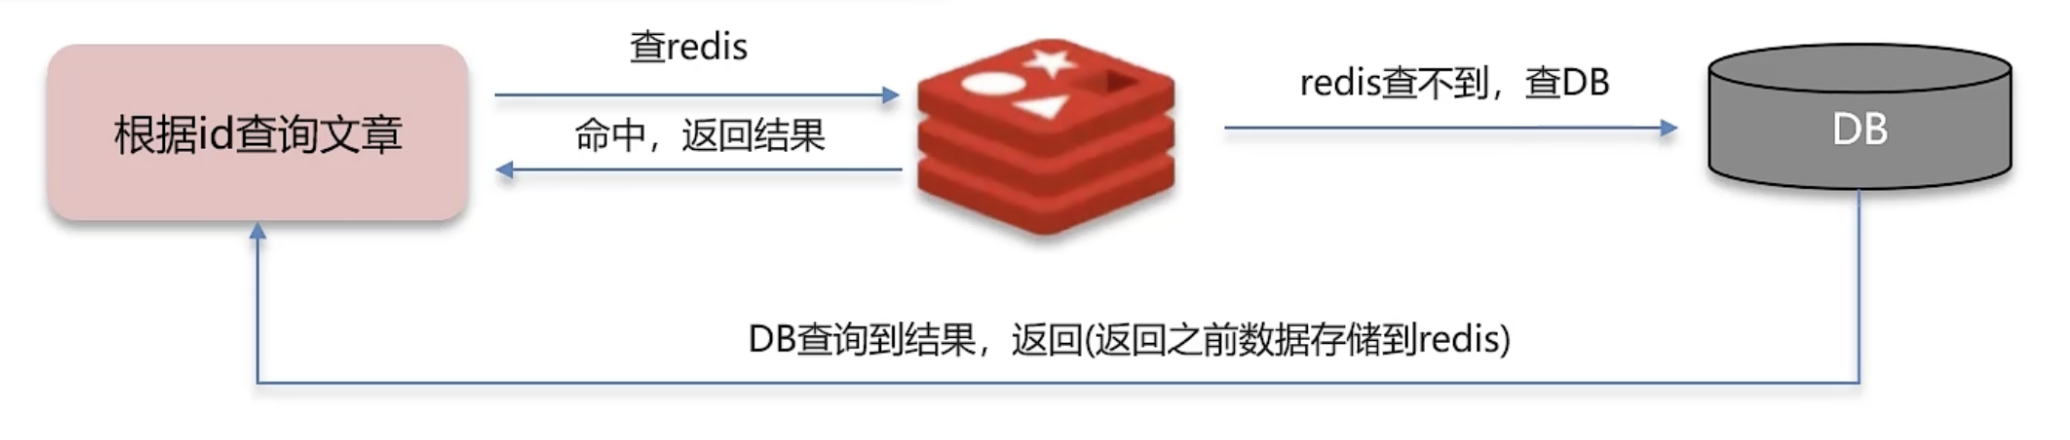 查redis
redis查不到，查DB
根据id查询文章
命中，返回结果
DB
DB查询到结果，返回(返回之前数据存储到redis)